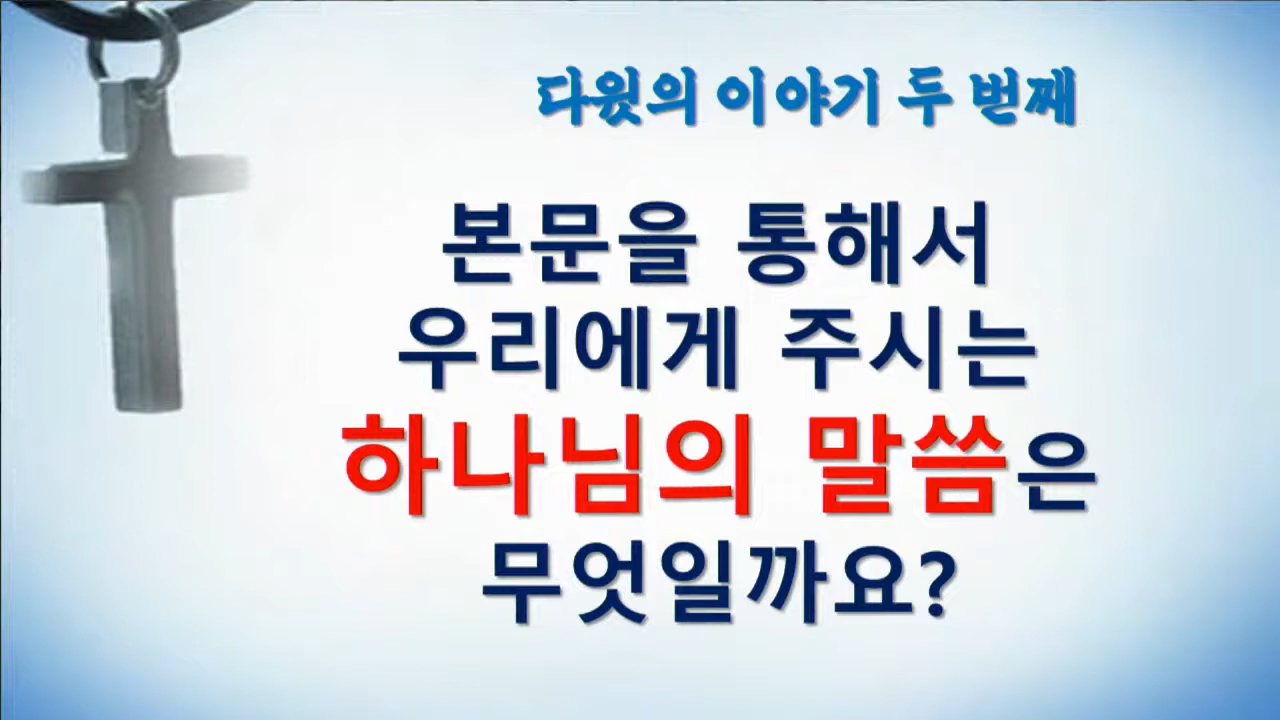 다윗의 이야기 두 번째
본문을 통해서
우리에게 주시는
하나님의 말씀은
무엇일까요?